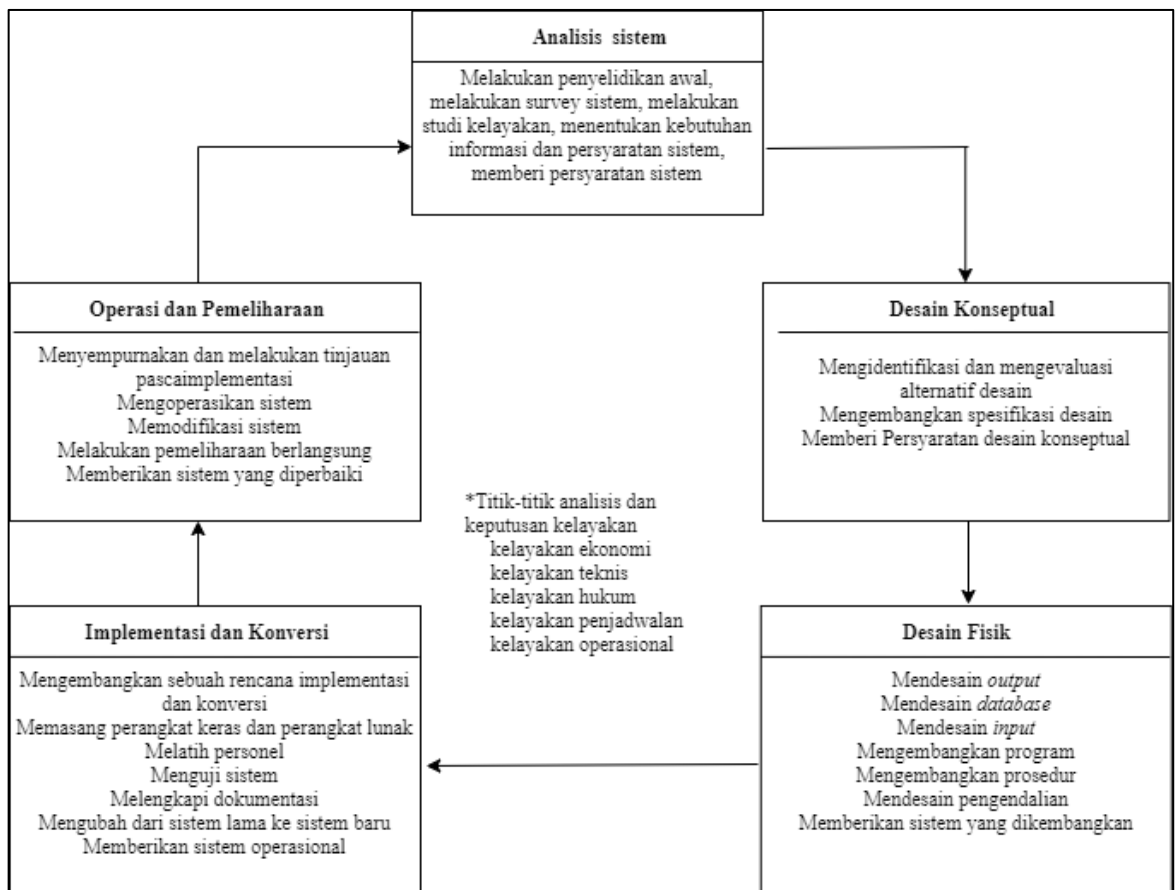 Analisis sistem
Melakukan penyelidikan awal,
melakukan survey sistem, melakukan
studi kelayakan, menentukan kebutuhan
informasi dan persyaratan sistem,
memberi persyaratan sistem
Desain Konseptual
Mengidentifikasi dan mengevaluasi
alternatif desain
Mengembangkan spesifikasi desain
Memberi Persyaratan desain konseptual
Desain Fisik
Mendesain output
Mendesain database
Mendesain input
Mengembangkan program
Mengembangkan prosedur
Mendesain pengendalian
Memberikan sistem yang dikembangkan
Implementasi dan Konversi
Mengembangkan sebuah rencana implementasi
dan konversi
Memasang perangkat keras dan perangkat lunak
Melatih personel
Menguji sistem
Melengkapi dokumentasi
Mengubah dari sistem lama ke sistem baru
Memberikan sistem operasional
Operasi dan Pemeliharaan
Menyempurnakan dan melakukan tinjauan
pascaimplementasi
Mengoperasikan sistem
Memodifikasi sistem
Melakukan pemeliharaan berlangsung
Memberikan sistem yang diperbaiki
*Titik-titik analisis dan
keputusan kelayakan
kelayakan ekonomi
kelayakan teknis
kelayakan hukum
kelayakan penjadwalan
kelayakan operasional